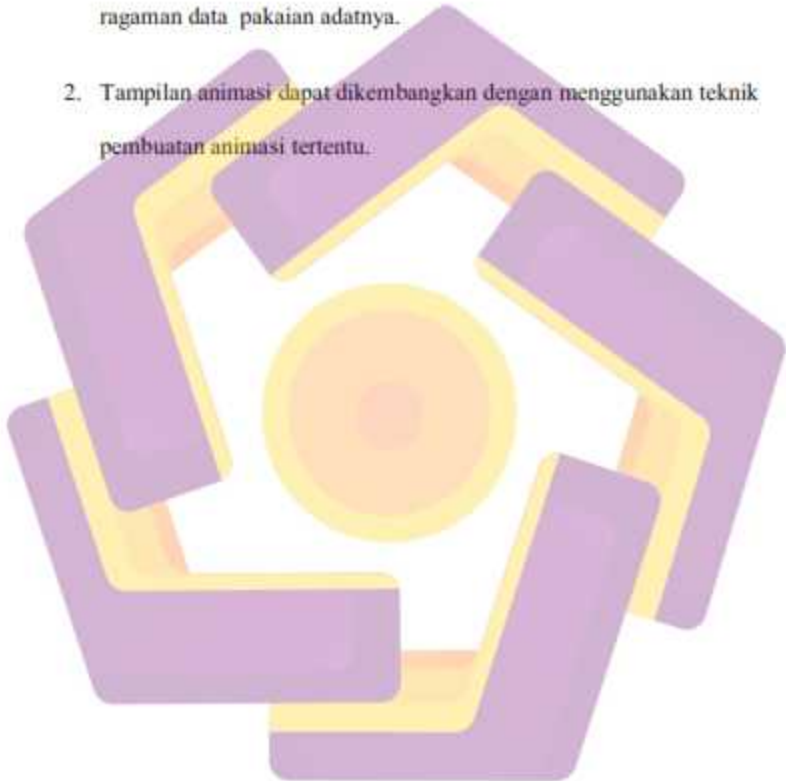 ragaman data pakaian adatnya.
2. Tampilan animasi dapat dikembangkan dengan menggunakan teknik
pembuatan animasi tertentu.